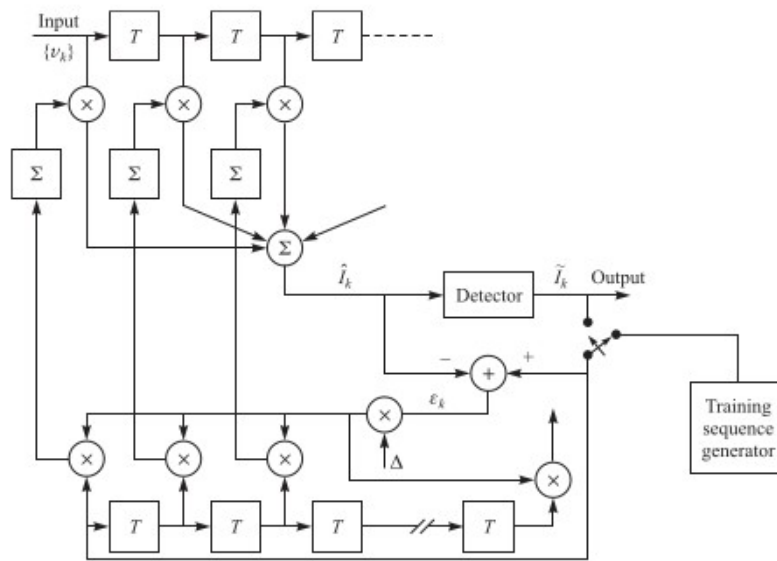 Input
{v_k}
T
T
T
×
×
×
Σ
Σ
Σ
Σ
Î_k
Detector
Ĩ_k
Output
−
+
+
ε_k
×
Δ
×
×
×
×
T
T
T
T
Training
sequence
generator